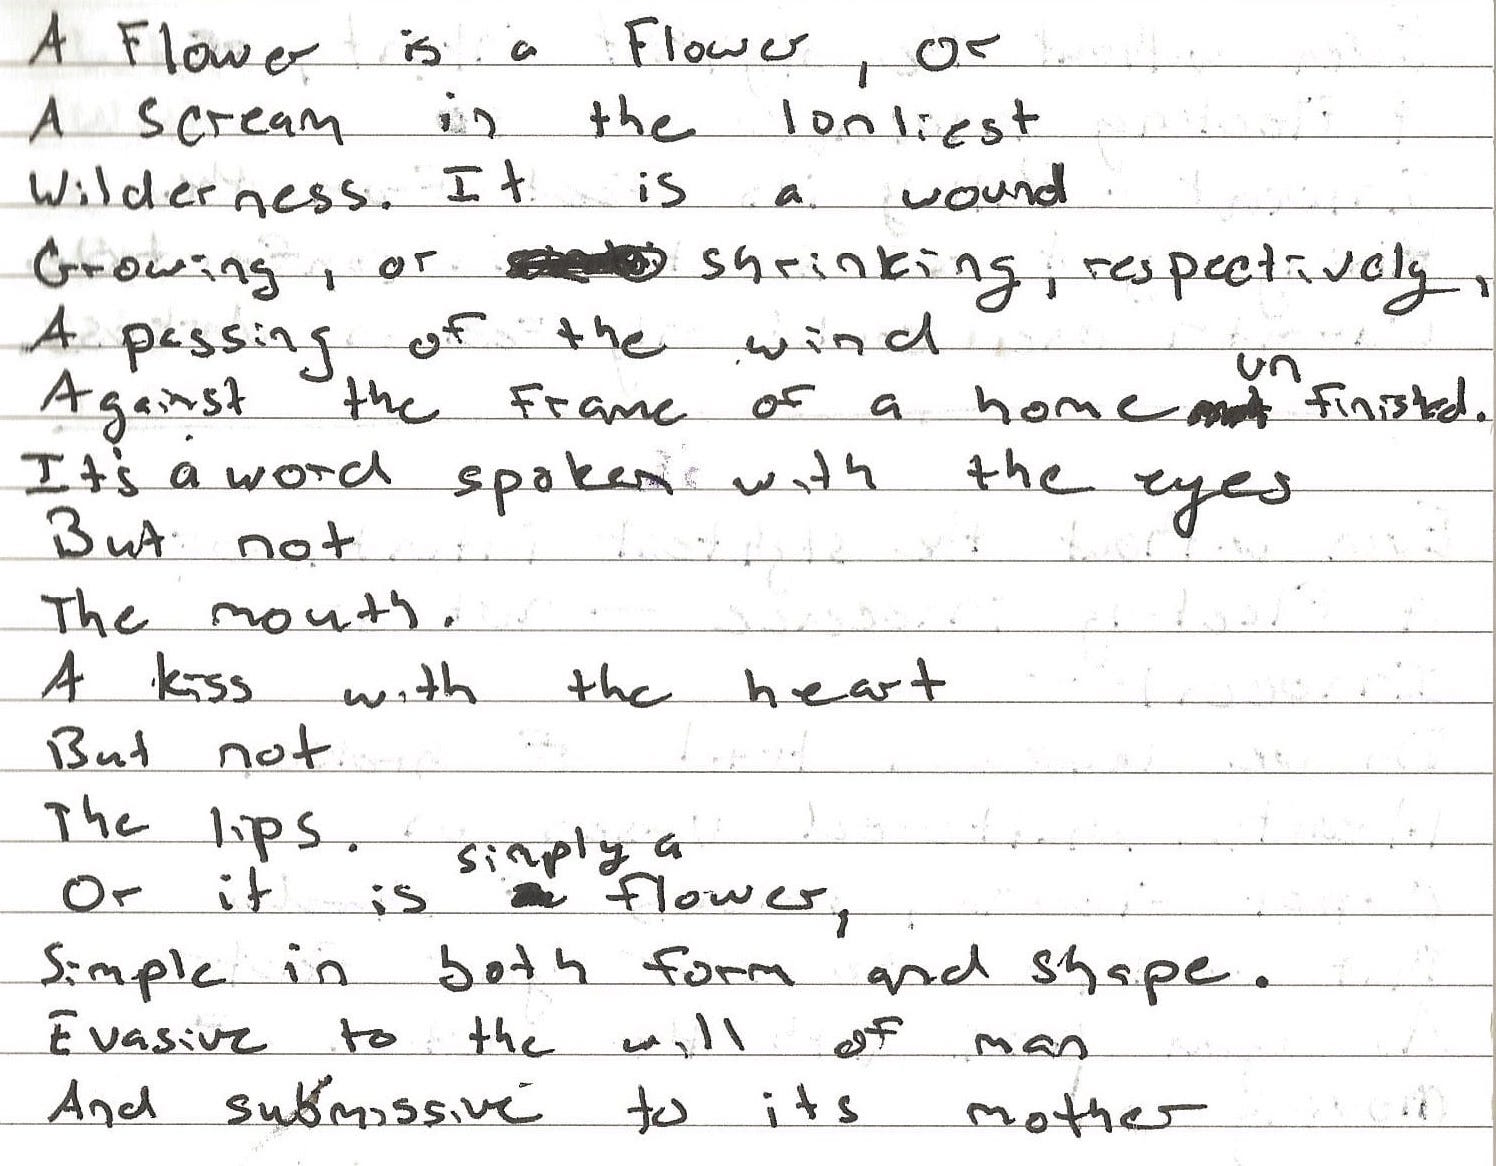 A Flower is a Flower, or
A scream in the lonliest
Wilderness. It is a wound
Growing, or shrinking, respectively,
A passing of the wind
Against the frame of a home unfinished.
It's a word spoken with the eyes
But not
The mouth.
A kiss with the heart
But not
The lips.
Or it is simply a flower,
Simple in both form and shape.
Evasive to the will of man
And submissive to its mother